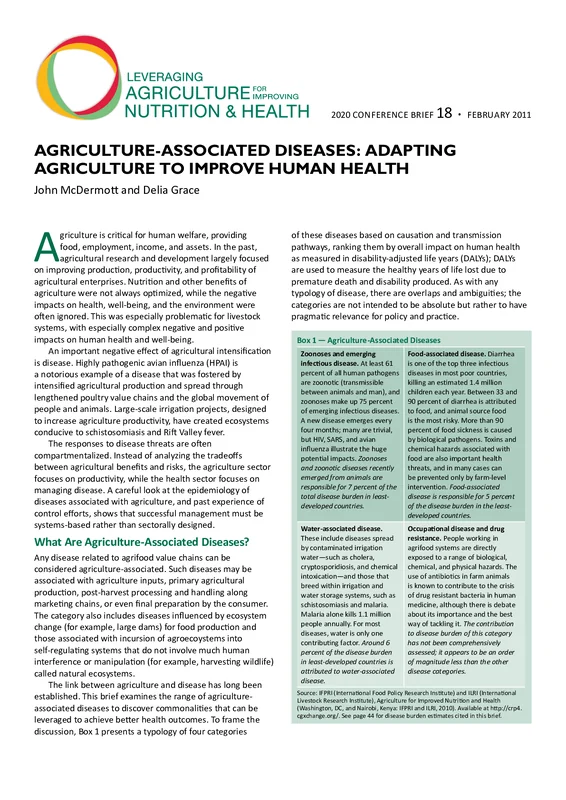 LEVERAGING
AGRICULTURE FOR IMPROVING
NUTRITION & HEALTH
2020 CONFERENCE BRIEF 18 • FEBRUARY 2011
AGRICULTURE-ASSOCIATED DISEASES: ADAPTING
AGRICULTURE TO IMPROVE HUMAN HEALTH
John McDermott and Delia Grace
Agriculture is critical for human welfare, providing
food, employment, income, and assets. In the past,
agricultural research and development largely focused
on improving production, productivity, and profitability of
agricultural enterprises. Nutrition and other benefits of
agriculture were not always optimized, while the negative
impacts on health, well-being, and the environment were
often ignored. This was especially problematic for livestock
systems, with especially complex negative and positive
impacts on human health and well-being.
An important negative effect of agricultural intensification
is disease. Highly pathogenic avian influenza (HPAI) is
a notorious example of a disease that was fostered by
intensified agricultural production and spread through
lengthened poultry value chains and the global movement of
people and animals. Large-scale irrigation projects, designed
to increase agriculture productivity, have created ecosystems
conducive to schistosomiasis and Rift Valley fever.
The responses to disease threats are often
compartmentalized. Instead of analyzing the tradeoffs
between agricultural benefits and risks, the agriculture sector
focuses on productivity, while the health sector focuses on
managing disease. A careful look at the epidemiology of
diseases associated with agriculture, and past experience of
control efforts, shows that successful management must be
systems-based rather than sectorally designed.
What Are Agriculture-Associated Diseases?
Any disease related to agrifood value chains can be
considered agriculture-associated. Such diseases may be
associated with agriculture inputs, primary agricultural
production, post-harvest processing and handling along
marketing chains, or even final preparation by the consumer.
The category also includes diseases influenced by ecosystem
change (for example, large dams) for food production and
those associated with incursion of agroecosystems into
self-regulating systems that do not involve much human
interference or manipulation (for example, harvesting wildlife)
called natural ecosystems.
The link between agriculture and disease has long been
established. This brief examines the range of agriculture-
associated diseases to discover commonalities that can be
leveraged to achieve better health outcomes. To frame the
discussion, Box 1 presents a typology of four categories
of these diseases based on causation and transmission
pathways, ranking them by overall impact on human health
as measured in disability-adjusted life years (DALYs); DALYs
are used to measure the healthy years of life lost due to
premature death and disability produced. As with any
typology of disease, there are overlaps and ambiguities; the
categories are not intended to be absolute but rather to have
pragmatic relevance for policy and practice.
Box 1 — Agriculture-Associated Diseases
Zoonoses and emerging
infectious disease. At least 61
percent of all human pathogens
are zoonotic (transmissible
between animals and man), and
zoonoses make up 75 percent
of emerging infectious diseases.
A new disease emerges every
four months; many are trivial,
but HIV, SARS, and avian
influenza illustrate the huge
potential impacts. Zoonoses
and zoonotic diseases recently
emerged from animals are
responsible for 7 percent of the
total disease burden in least-
developed countries.
Food-associated disease. Diarrhea
is one of the top three infectious
diseases in most poor countries,
killing an estimated 1.4 million
children each year. Between 33 and
90 percent of diarrhea is attributed
to food, and animal source food
is the most risky. More than 90
percent of food sickness is caused
by biological pathogens. Toxins and
chemical hazards associated with
food are also important health
threats, and in many cases can
be prevented only by farm-level
intervention. Food-associated
disease is responsible for 5 percent
of the disease burden in the least-
developed countries.
Water-associated disease.
These include diseases spread
by contaminated irrigation
water—such as cholera,
cryptosporidiosis, and chemical
intoxication—and those that
breed within irrigation and
water storage systems, such as
schistosomiasis and malaria.
Malaria alone kills 1.1 million
people annually. For most
diseases, water is only one
contributing factor. Around 6
percent of the disease burden
in least-developed countries is
attributed to water-associated
disease.
Occupational disease and drug
resistance. People working in
agrifood systems are directly
exposed to a range of biological,
chemical, and physical hazards. The
use of antibiotics in farm animals
is known to contribute to the crisis
of drug resistant bacteria in human
medicine, although there is debate
about its importance and the best
way of tackling it. The contribution
to disease burden of this category
has not been comprehensively
assessed; it appears to be an order
of magnitude less than the other
disease categories.
Source: IFPRI (International Food Policy Research Institute) and ILRI (International
Livestock Research Institute), Agriculture for Improved Nutrition and Health
(Washington, DC, and Nairobi, Kenya: IFPRI and ILRI, 2010). Available at http://crp4.
cgxchange.org/. See page 44 for disease burden estimates cited in this brief.